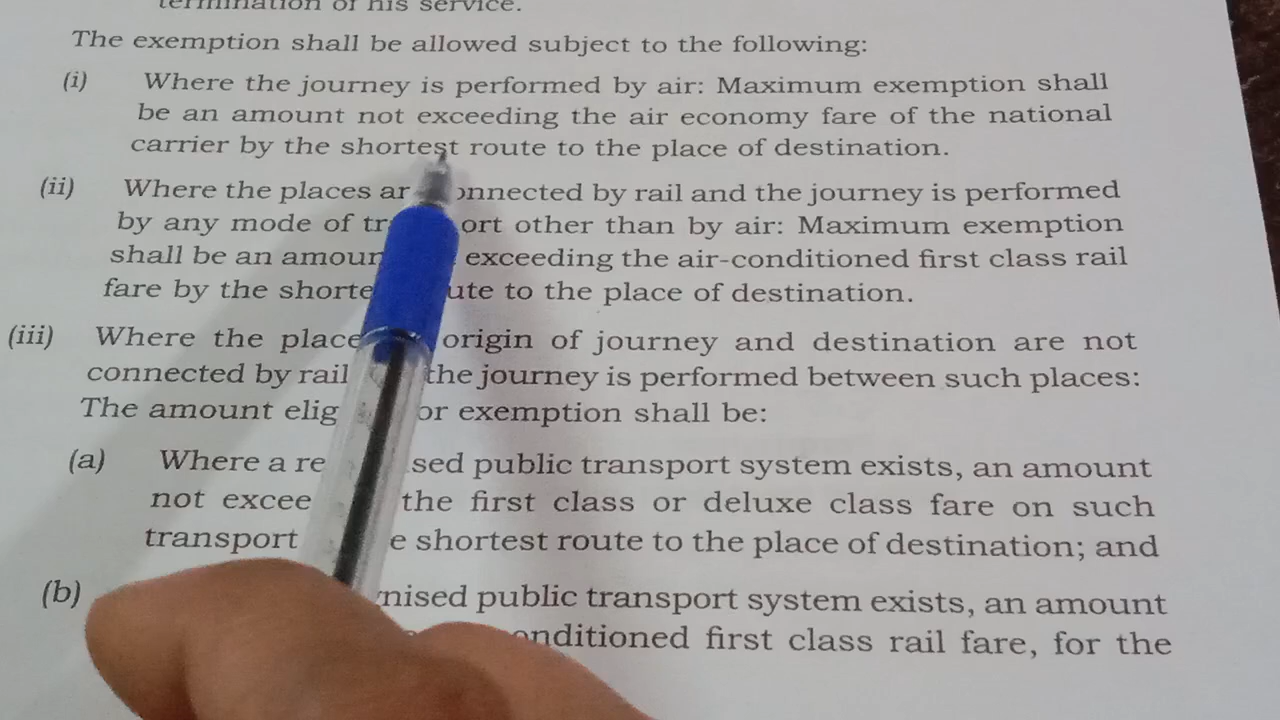 termination of his service.
The exemption shall be allowed subject to the following:
(i) Where the journey is performed by air: Maximum exemption shall
be an amount not exceeding the air economy fare of the national
carrier by the shortest route to the place of destination.
(ii) Where the places ar onnected by rail and the journey is performed
by any mode of tr ort other than by air: Maximum exemption
shall be an amoun exceeding the air-conditioned first class rail
fare by the shorte ute to the place of destination.
(iii) Where the place origin of journey and destination are not
connected by rail the journey is performed between such places:
The amount elig or exemption shall be:
(a) Where a re sed public transport system exists, an amount
not excee the first class or deluxe class fare on such
transport e shortest route to the place of destination; and
(b) nised public transport system exists, an amount
onditioned first class rail fare, for the